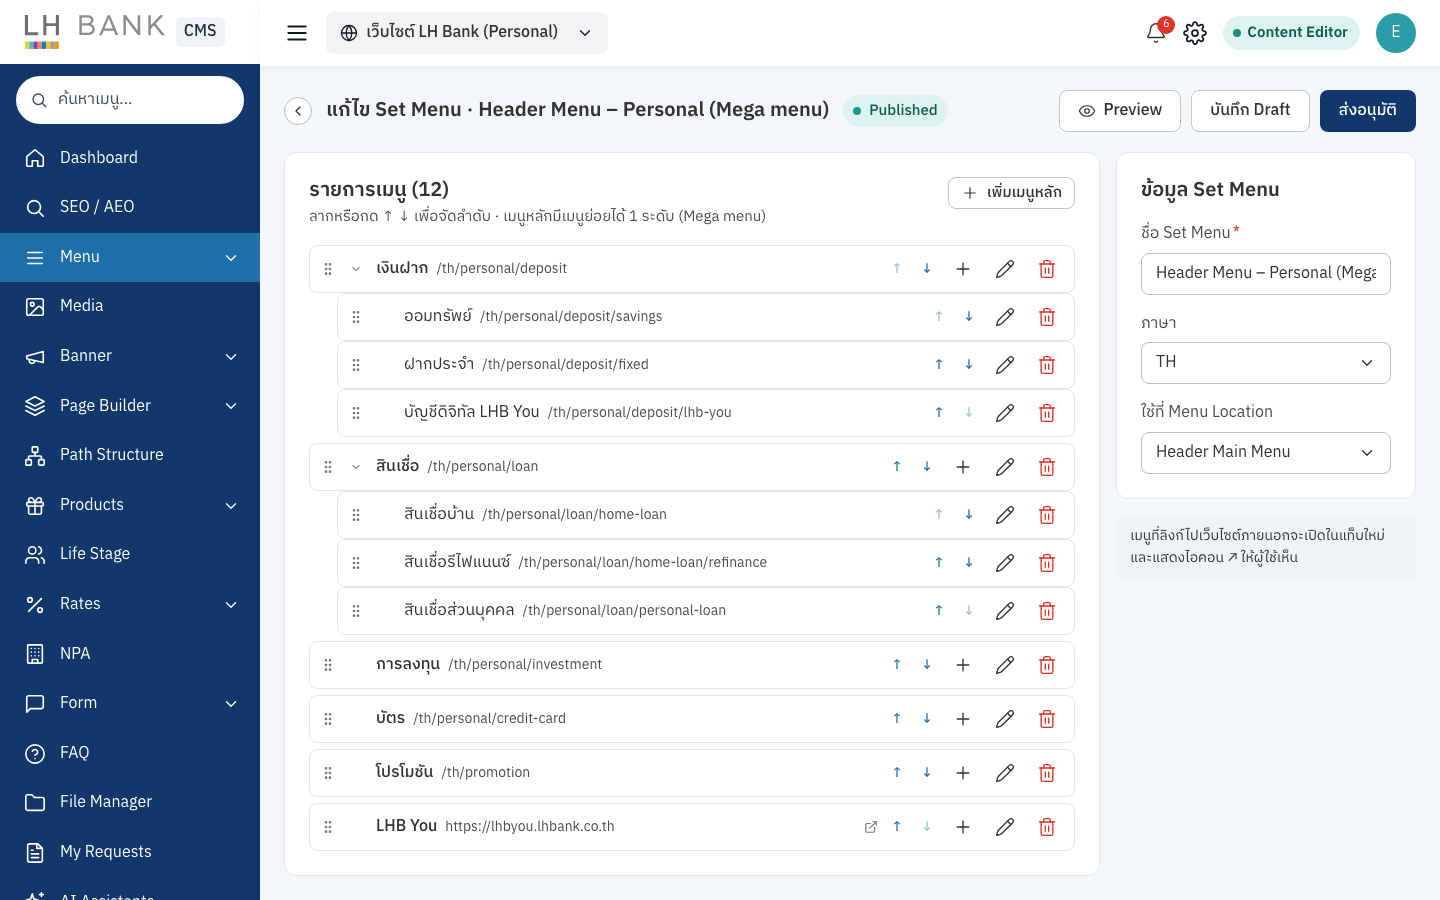 LH BANK CMS
เว็บไซต์ LH Bank (Personal)
6
Content Editor
E
ค้นหาเมนู...
Dashboard
SEO / AEO
Menu
Media
Banner
Page Builder
Path Structure
Products
Life Stage
Rates
NPA
Form
FAQ
File Manager
My Requests
AI Assistants
แก้ไข Set Menu · Header Menu – Personal (Mega menu)
Published
Preview
บันทึก Draft
ส่งอนุมัติ
รายการเมนู (12)
ลากหรือกด ↑ ↓ เพื่อจัดลำดับ · เมนูหลักมีเมนูย่อยได้ 1 ระดับ (Mega menu)
เพิ่มเมนูหลัก
เงินฝาก /th/personal/deposit
ออมทรัพย์ /th/personal/deposit/savings
ฝากประจำ /th/personal/deposit/fixed
บัญชีดิจิทัล LHB You /th/personal/deposit/lhb-you
สินเชื่อ /th/personal/loan
สินเชื่อบ้าน /th/personal/loan/home-loan
สินเชื่อรีไฟแนนซ์ /th/personal/loan/home-loan/refinance
สินเชื่อส่วนบุคคล /th/personal/loan/personal-loan
การลงทุน /th/personal/investment
บัตร /th/personal/credit-card
โปรโมชัน /th/promotion
LHB You https://lhbyou.lhbank.co.th
ข้อมูล Set Menu
ชื่อ Set Menu*
Header Menu – Personal (Mega
ภาษา
TH
ใช้ที่ Menu Location
Header Main Menu
เมนูที่ลิงก์ไปเว็บไซต์ภายนอกจะเปิดในแท็บใหม่
และแสดงไอคอน ↗ ให้ผู้ใช้เห็น